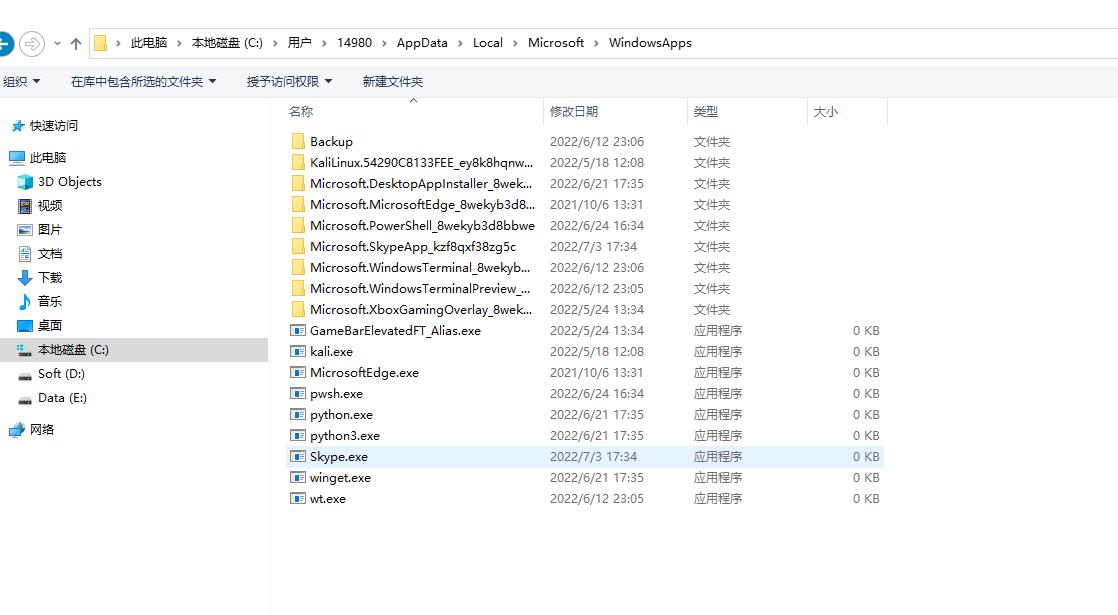 此电脑 本地磁盘 (C:) 用户 14980 AppData Local Microsoft WindowsApps
组织 在库中包含所选的文件夹 授予访问权限 新建文件夹
名称 修改日期 类型 大小
快速访问
此电脑
3D Objects
视频
图片
文档
下载
音乐
桌面
本地磁盘 (C:)
Soft (D:)
Data (E:)
网络
Backup 2022/6/12 23:06 文件夹
KaliLinux.54290C8133FEE_ey8k8hqnw... 2022/5/18 12:08 文件夹
Microsoft.DesktopAppInstaller_8wek... 2022/6/21 17:35 文件夹
Microsoft.MicrosoftEdge_8wekyb3d8... 2021/10/6 13:31 文件夹
Microsoft.PowerShell_8wekyb3d8bbwe 2022/6/24 16:34 文件夹
Microsoft.SkypeApp_kzf8qxf38zg5c 2022/7/3 17:34 文件夹
Microsoft.WindowsTerminal_8wekyb... 2022/6/12 23:06 文件夹
Microsoft.WindowsTerminalPreview_... 2022/6/12 23:05 文件夹
Microsoft.XboxGamingOverlay_8wek... 2022/5/24 13:34 文件夹
GameBarElevatedFT_Alias.exe 2022/5/24 13:34 应用程序 0 KB
kali.exe 2022/5/18 12:08 应用程序 0 KB
MicrosoftEdge.exe 2021/10/6 13:31 应用程序 0 KB
pwsh.exe 2022/6/24 16:34 应用程序 0 KB
python.exe 2022/6/21 17:35 应用程序 0 KB
python3.exe 2022/6/21 17:35 应用程序 0 KB
Skype.exe 2022/7/3 17:34 应用程序 0 KB
winget.exe 2022/6/21 17:35 应用程序 0 KB
wt.exe 2022/6/12 23:05 应用程序 0 KB